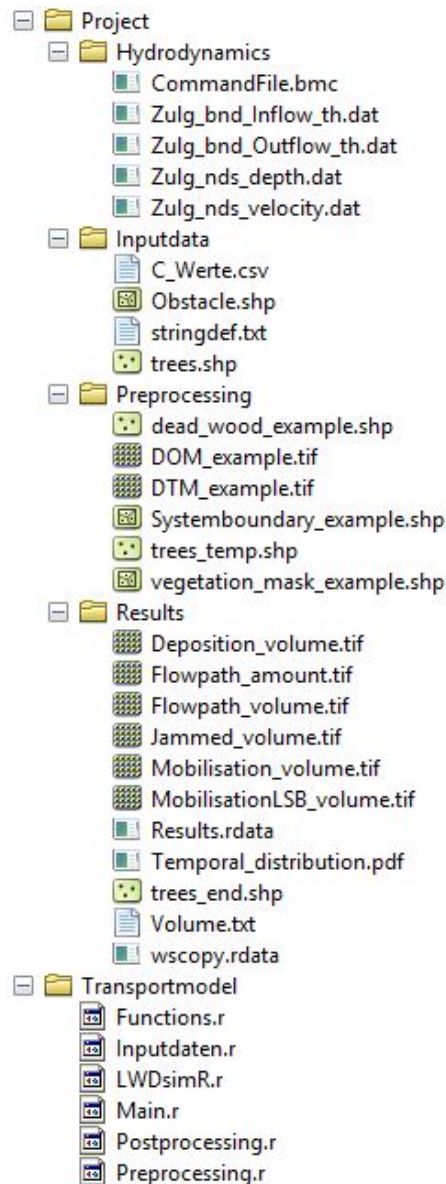 Project
Hydrodynamics
CommandFile.bmc
Zulg_bnd_Inflow_th.dat
Zulg_bnd_Outflow_th.dat
Zulg_nds_depth.dat
Zulg_nds_velocity.dat
Inputdata
C_Werte.csv
Obstacle.shp
stringdef.txt
trees.shp
Preprocessing
dead_wood_example.shp
DOM_example.tif
DTM_example.tif
Systemboundary_example.shp
trees_temp.shp
vegetation_mask_example.shp
Results
Deposition_volume.tif
Flowpath_amount.tif
Flowpath_volume.tif
Jammed_volume.tif
Mobilisation_volume.tif
MobilisationLSB_volume.tif
Results.rdata
Temporal_distribution.pdf
trees_end.shp
Volume.txt
wscopy.rdata
Transportmodel
Functions.r
Inputdaten.r
LWDsimR.r
Main.r
Postprocessing.r
Preprocessing.r